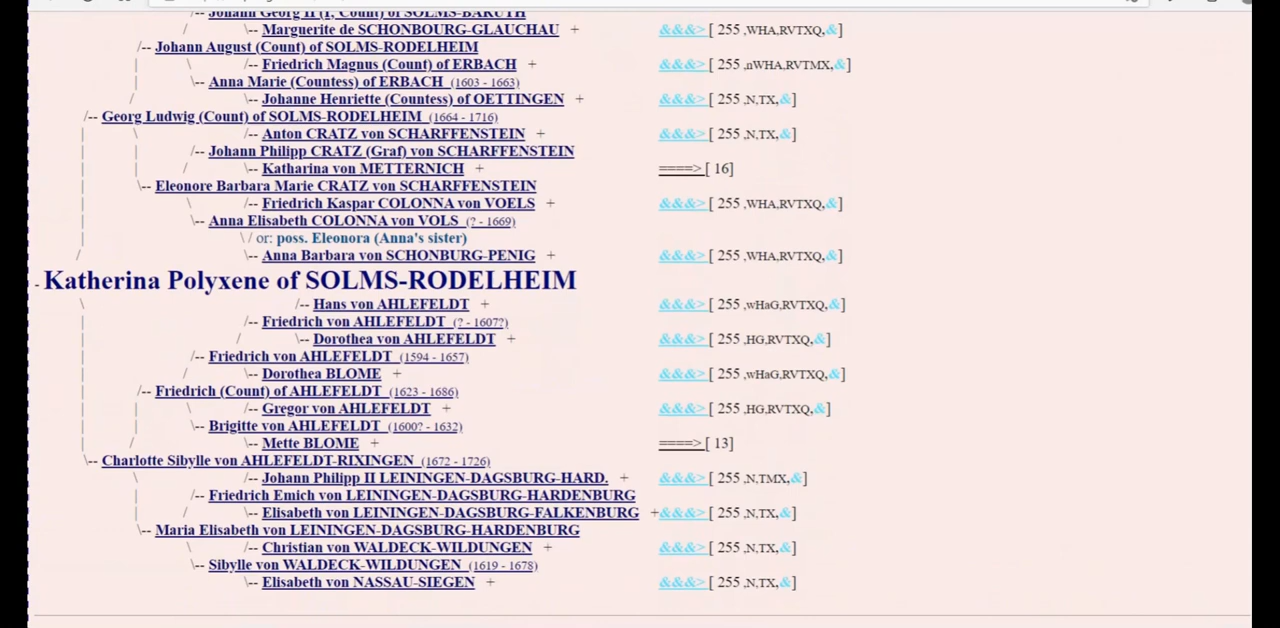 /-- Johann Georg II (I, Count) of SOLMS-BARUTH
/ \-- Marguerite de SCHONBOURG-GLAUCHAU + &&&>[ 255 ,WHA,RVTXQ,&]
/-- Johann August (Count) of SOLMS-RODELHEIM
| \ /-- Friedrich Magnus (Count) of ERBACH + &&&>[ 255 ,nWHA,RVTMX,&]
| \-- Anna Marie (Countess) of ERBACH (1603 - 1663)
/ \-- Johanne Henriette (Countess) of OETTINGEN + &&&>[ 255 ,N,TX,&]
/-- Georg Ludwig (Count) of SOLMS-RODELHEIM (1664 - 1716)
| \ /-- Anton CRATZ von SCHARFFENSTEIN + &&&>[ 255 ,N,TX,&]
| | /-- Johann Philipp CRATZ (Graf) von SCHARFFENSTEIN
| | / \-- Katharina von METTERNICH + ====>[ 16]
| \-- Eleonore Barbara Marie CRATZ von SCHARFFENSTEIN
| \ /-- Friedrich Kaspar COLONNA von VOELS + &&&>[ 255 ,WHA,RVTXQ,&]
| \-- Anna Elisabeth COLONNA von VOLS (? - 1669)
| \ / or: poss. Eleonora (Anna's sister)
/ \-- Anna Barbara von SCHONBURG-PENIG + &&&>[ 255 ,WHA,RVTXQ,&]
- Katherina Polyxene of SOLMS-RODELHEIM
\ /-- Hans von AHLEFELDT + &&&>[ 255 ,wHaG,RVTXQ,&]
| /-- Friedrich von AHLEFELDT (? - 1607?)
| / \-- Dorothea von AHLEFELDT + &&&>[ 255 ,HG,RVTXQ,&]
| /-- Friedrich von AHLEFELDT (1594 - 1657)
| / \-- Dorothea BLOME + &&&>[ 255 ,wHaG,RVTXQ,&]
| /-- Friedrich (Count) of AHLEFELDT (1623 - 1686)
| | \ /-- Gregor von AHLEFELDT + &&&>[ 255 ,HG,RVTXQ,&]
| | \-- Brigitte von AHLEFELDT (1600? - 1632)
| / \-- Mette BLOME + ====>[ 13]
\-- Charlotte Sibylle von AHLEFELDT-RIXINGEN (1672 - 1726)
\ /-- Johann Philipp II LEININGEN-DAGSBURG-HARD. + &&&>[ 255 ,N,TMX,&]
| /-- Friedrich Emich von LEININGEN-DAGSBURG-HARDENBURG
| / \-- Elisabeth von LEININGEN-DAGSBURG-FALKENBURG +&&&>[ 255 ,N,TX,&]
\-- Maria Elisabeth von LEININGEN-DAGSBURG-HARDENBURG
\ /-- Christian von WALDECK-WILDUNGEN + &&&>[ 255 ,N,TX,&]
\-- Sibylle von WALDECK-WILDUNGEN (1619 - 1678)
\-- Elisabeth von NASSAU-SIEGEN + &&&>[ 255 ,N,TX,&]